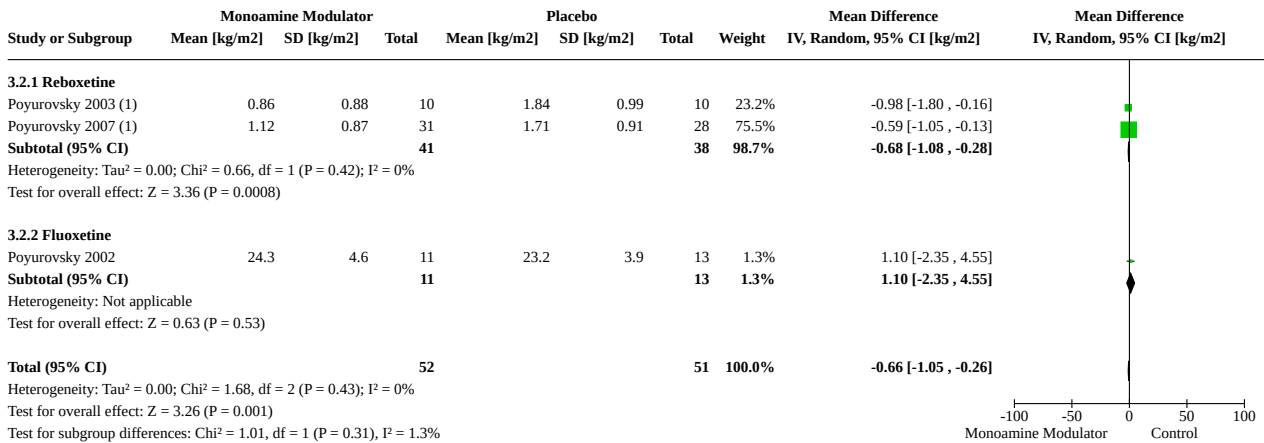 Monoamine Modulator Placebo Mean Difference Mean Difference
Study or Subgroup Mean [kg/m2] SD [kg/m2] Total Mean [kg/m2] SD [kg/m2] Total Weight IV, Random, 95% CI [kg/m2] IV, Random, 95% CI [kg/m2]
3.2.1 Reboxetine
Poyurovsky 2003 (1) 0.86 0.88 10 1.84 0.99 10 23.2% -0.98 [-1.80 , -0.16]
Poyurovsky 2007 (1) 1.12 0.87 31 1.71 0.91 28 75.5% -0.59 [-1.05 , -0.13]
Subtotal (95% CI) 41 38 98.7% -0.68 [-1.08 , -0.28]
Heterogeneity: Tau² = 0.00; Chi² = 0.66, df = 1 (P = 0.42); I² = 0%
Test for overall effect: Z = 3.36 (P = 0.0008)
3.2.2 Fluoxetine
Poyurovsky 2002 24.3 4.6 11 23.2 3.9 13 1.3% 1.10 [-2.35 , 4.55]
Subtotal (95% CI) 11 13 1.3% 1.10 [-2.35 , 4.55]
Heterogeneity: Not applicable
Test for overall effect: Z = 0.63 (P = 0.53)
Total (95% CI) 52 51 100.0% -0.66 [-1.05 , -0.26]
Heterogeneity: Tau² = 0.00; Chi² = 1.68, df = 2 (P = 0.43); I² = 0%
Test for overall effect: Z = 3.26 (P = 0.001)
-100 -50 0 50 100
Test for subgroup differences: Chi² = 1.01, df = 1 (P = 0.31), I² = 1.3%
Monoamine Modulator Control